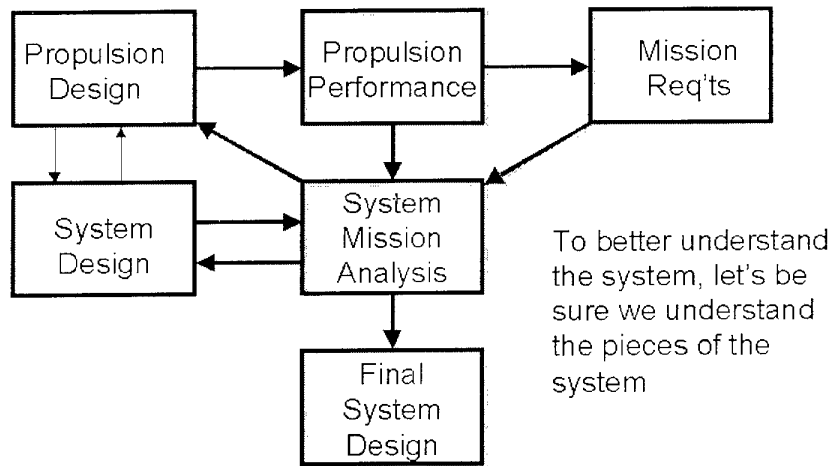 Propulsion
Design
Propulsion
Performance
Mission
Req'ts
System
Design
System
Mission
Analysis
To better understand
the system, let's be
sure we understand
the pieces of the
system
Final
System
Design